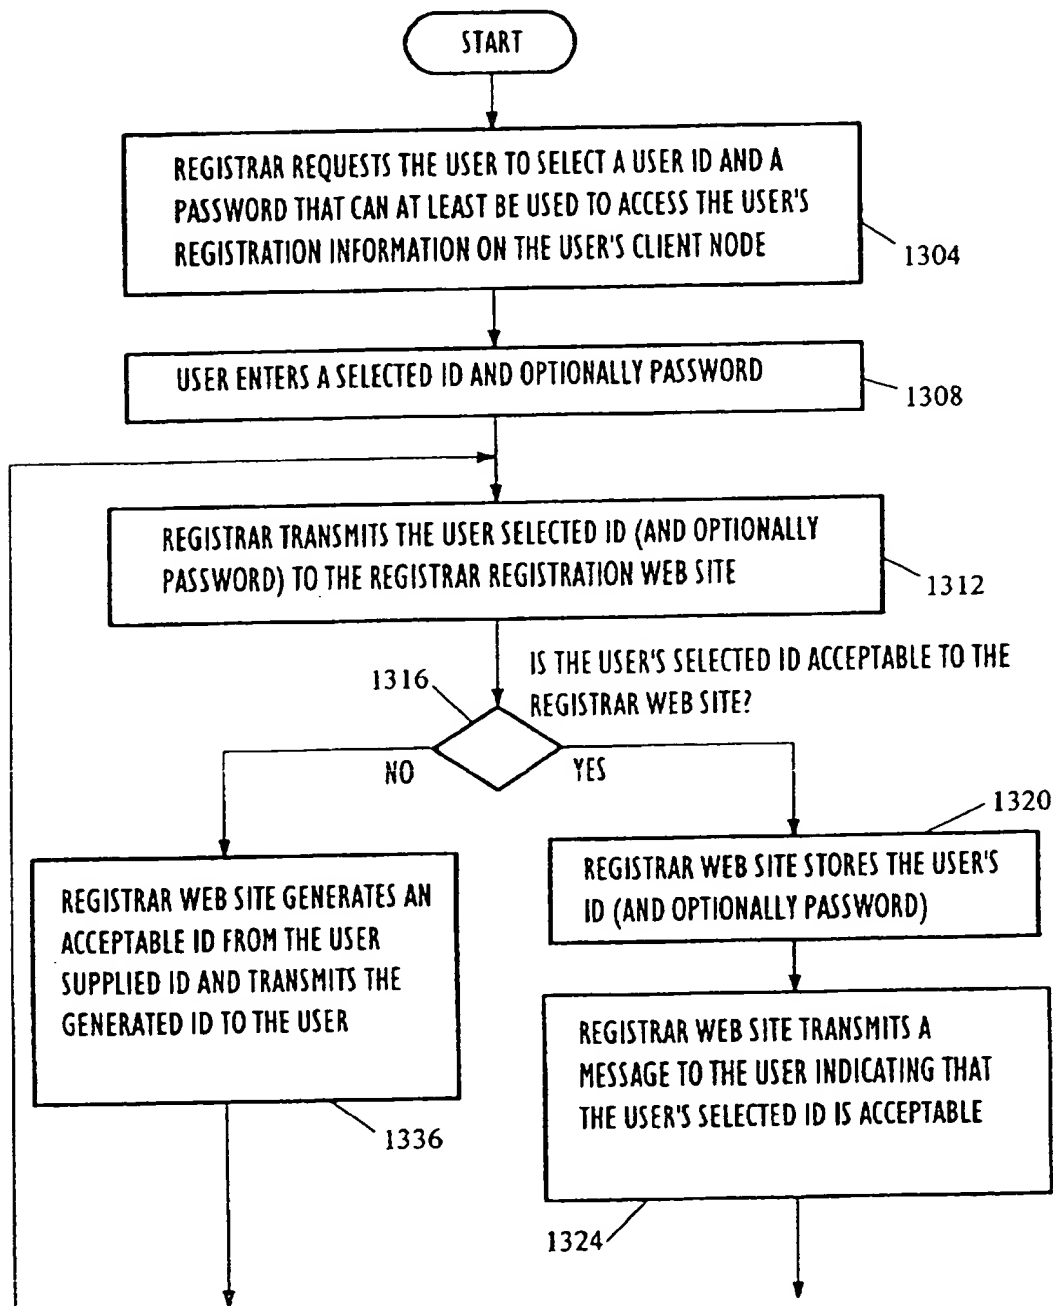 START
REGISTRAR REQUESTS THE USER TO SELECT A USER ID AND A
PASSWORD THAT CAN AT LEAST BE USED TO ACCESS THE USER'S
REGISTRATION INFORMATION ON THE USER'S CLIENT NODE
1304
USER ENTERS A SELECTED ID AND OPTIONALLY PASSWORD
1308
REGISTRAR TRANSMITS THE USER SELECTED ID (AND OPTIONALLY
PASSWORD) TO THE REGISTRAR REGISTRATION WEB SITE
1312
IS THE USER'S SELECTED ID ACCEPTABLE TO THE
REGISTRAR WEB SITE?
1316
NO
YES
1320
REGISTRAR WEB SITE STORES THE USER'S
ID (AND OPTIONALLY PASSWORD)
REGISTRAR WEB SITE GENERATES AN
ACCEPTABLE ID FROM THE USER
SUPPLIED ID AND TRANSMITS THE
GENERATED ID TO THE USER
1336
REGISTRAR WEB SITE TRANSMITS A
MESSAGE TO THE USER INDICATING THAT
THE USER'S SELECTED ID IS ACCEPTABLE
1324